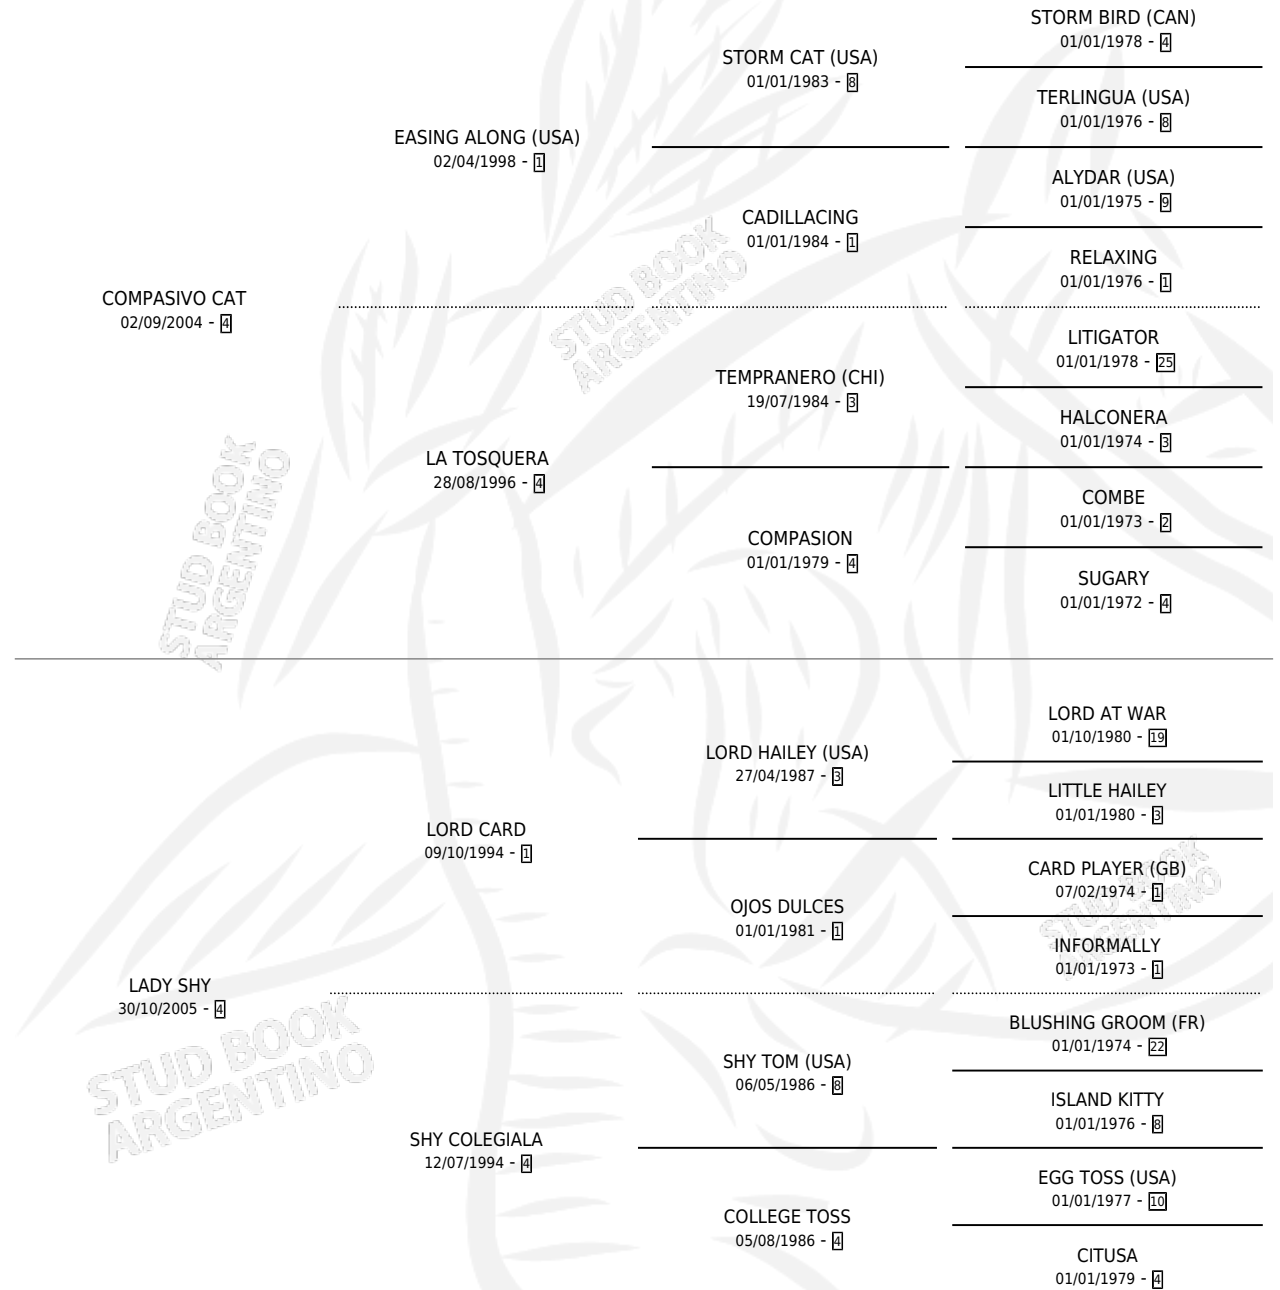 STORM BIRD (CAN)
01/01/1978 - 4
STORM CAT (USA)
01/01/1983 - 8
TERLINGUA (USA)
01/01/1976 - 8
EASING ALONG (USA)
02/04/1998 - 1
ALYDAR (USA)
01/01/1975 - 9
CADILLACING
01/01/1984 - 1
RELAXING
01/01/1976 - 1
COMPASIVO CAT
02/09/2004 - 4
LITIGATOR
01/01/1978 - 25
TEMPRANERO (CHI)
19/07/1984 - 3
HALCONERA
01/01/1974 - 3
LA TOSQUERA
28/08/1996 - 4
COMBE
01/01/1973 - 2
COMPASION
01/01/1979 - 4
SUGARY
01/01/1972 - 4
LORD AT WAR
01/10/1980 - 19
LORD HAILEY (USA)
27/04/1987 - 3
LITTLE HAILEY
01/01/1980 - 3
LORD CARD
09/10/1994 - 1
CARD PLAYER (GB)
07/02/1974 - 1
OJOS DULCES
01/01/1981 - 1
INFORMALLY
01/01/1973 - 1
LADY SHY
30/10/2005 - 4
BLUSHING GROOM (FR)
01/01/1974 - 22
SHY TOM (USA)
06/05/1986 - 8
ISLAND KITTY
01/01/1976 - 8
SHY COLEGIALA
12/07/1994 - 4
EGG TOSS (USA)
01/01/1977 - 10
COLLEGE TOSS
05/08/1986 - 4
CITUSA
01/01/1979 - 4
STUD BOOK
ARGENTINO
STUD BOOK
ARGENTINO
STUD BOOK
ARGENTINO
STUD BOOK
ARGENTINO